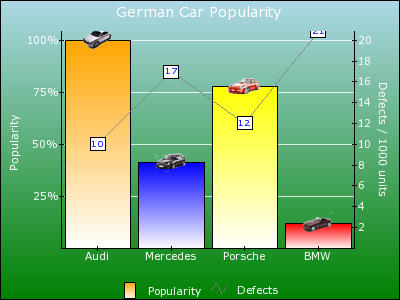 German Car Popularity
100%
75%
50%
25%
Popularity
20
18
16
14
12
10
8
6
4
2
Defects / 1000 units
10
17
12
21
Audi
Mercedes
Porsche
BMW
Popularity
Defects